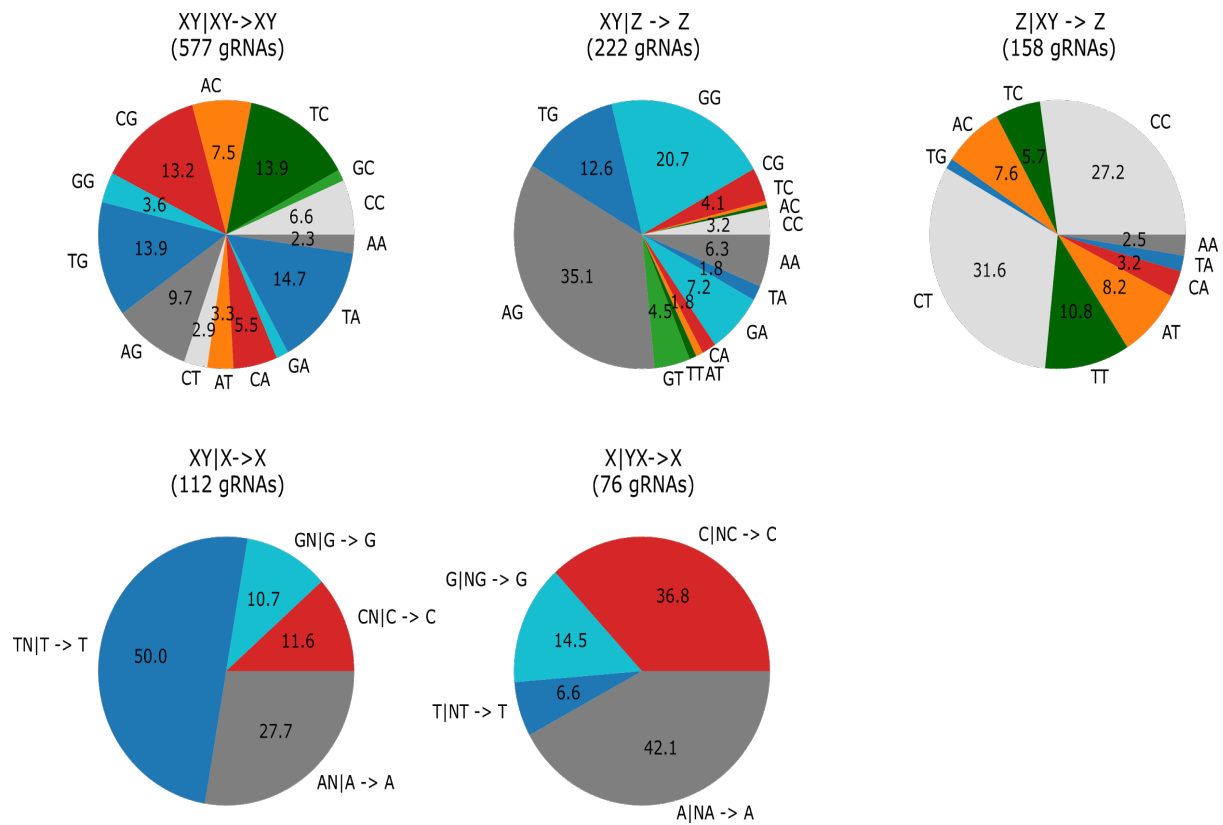 XY|XY->XY
(577 gRNAs)
AC
TC
CG
7.5
13.2
13.9
GC
GG
3.6
6.6
CC
2.3
AA
TG
13.9
14.7
9.7
3.3
TA
2.9
5.5
AG
CT
AT
CA
GA
XY|Z -> Z
(222 gRNAs)
GG
TG
20.7
12.6
CG
4.1
TC
AC
3.2
CC
6.3
AA
1.8
35.1
7.2
TA
AG
4.5
1.8
GA
CA
GT
TT
AT
Z|XY -> Z
(158 gRNAs)
TC
CC
AC
5.7
27.2
TG
7.6
2.5
AA
31.6
3.2
TA
CA
CT
8.2
10.8
AT
TT
XY|X->X
(112 gRNAs)
GN|G -> G
10.7
CN|C -> C
11.6
TN|T -> T
50.0
27.7
AN|A -> A
X|YX->X
(76 gRNAs)
C|NC -> C
G|NG -> G
36.8
14.5
6.6
T|NT -> T
42.1
A|NA -> A